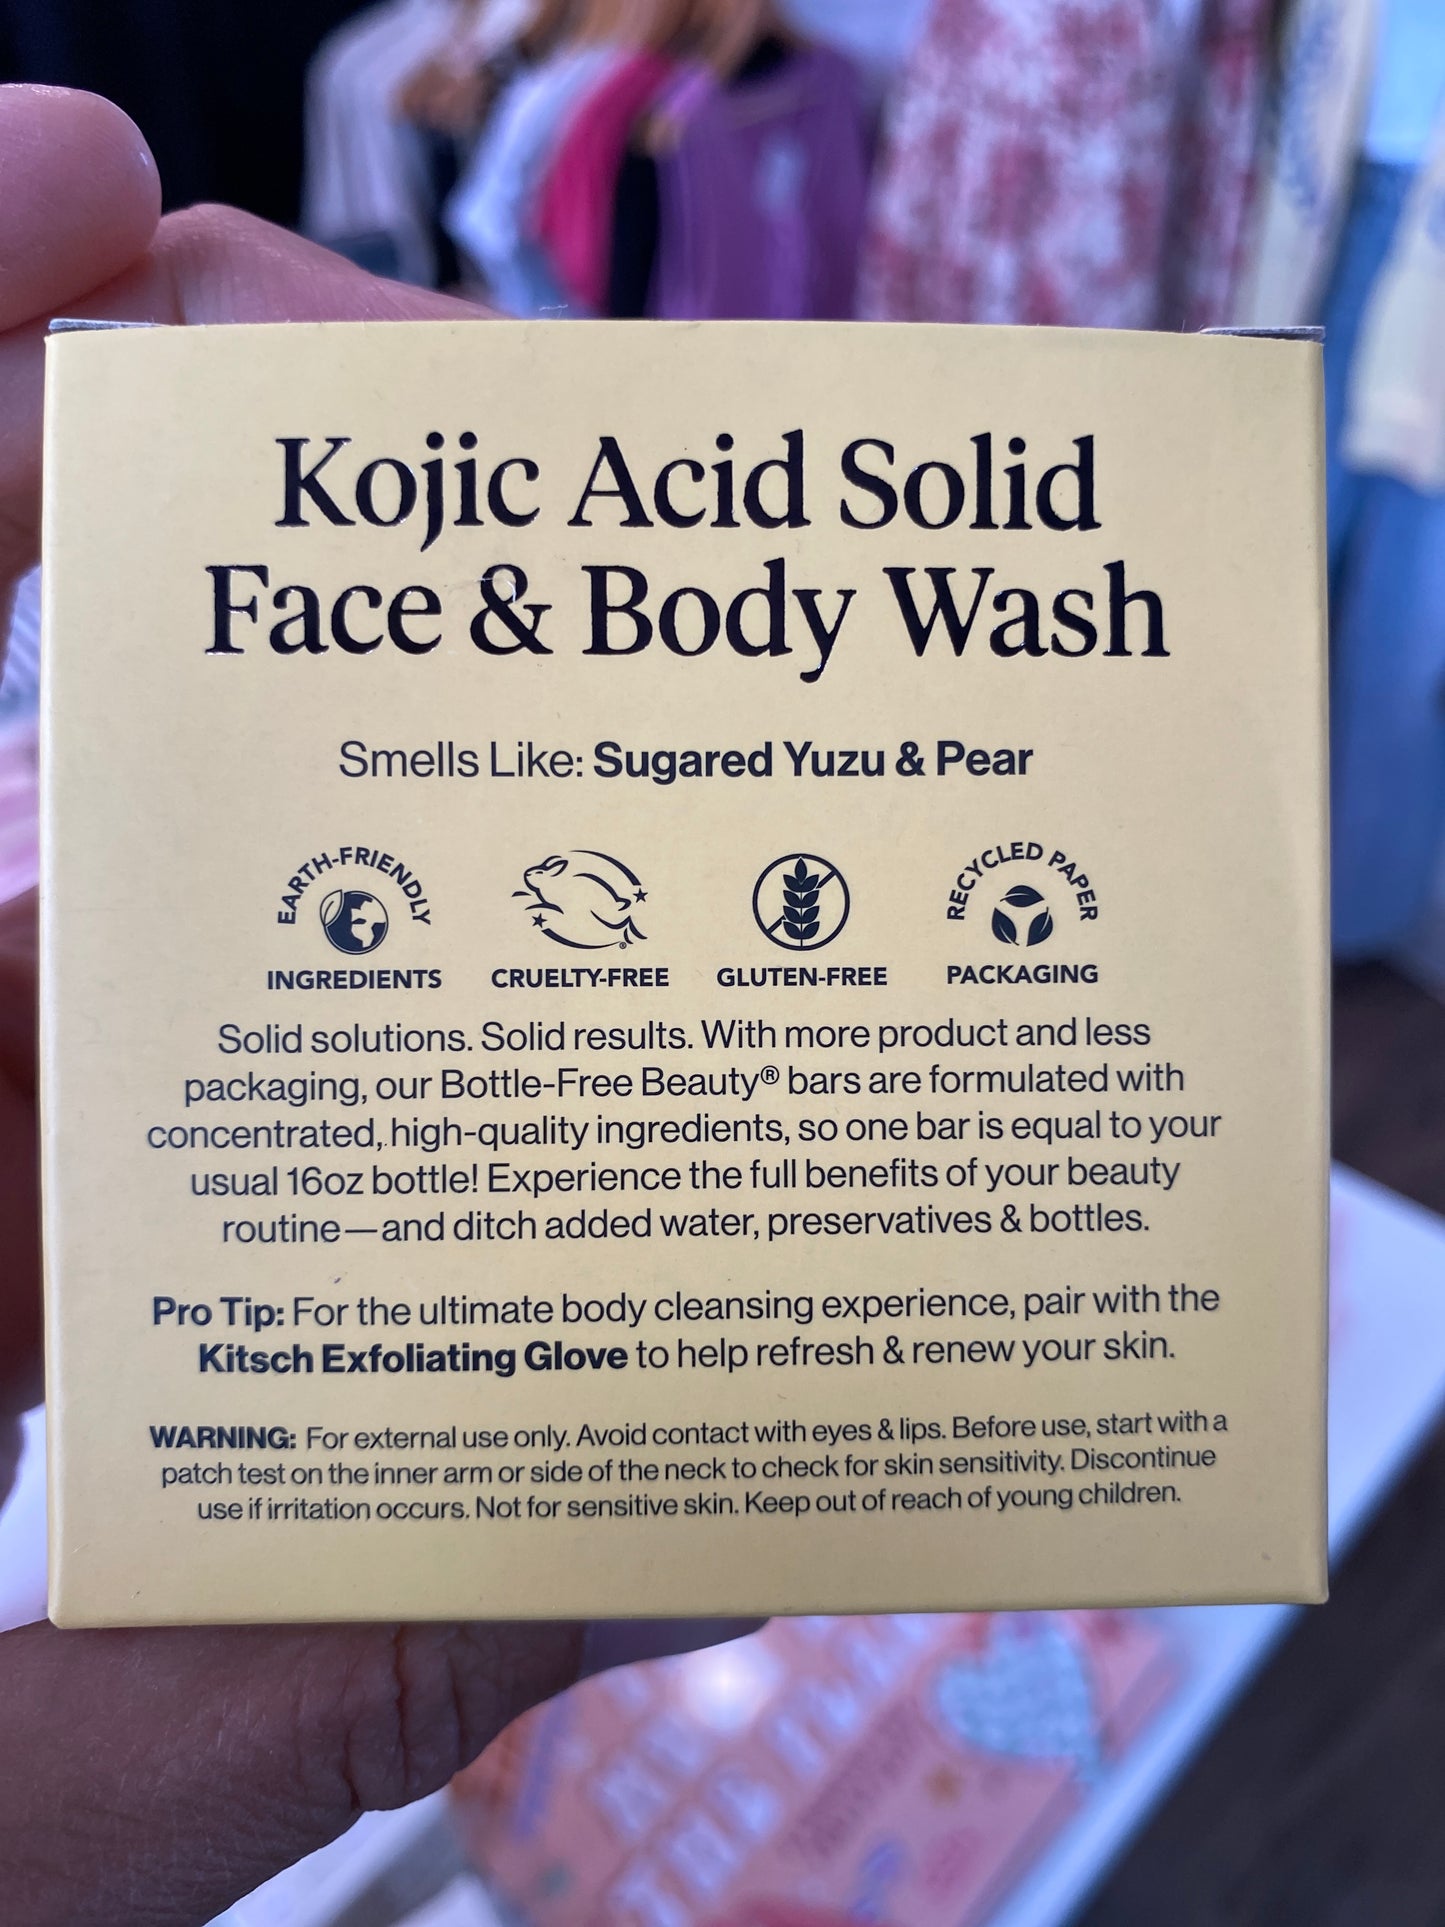 Kojic Acid Solid
Face & Body Wash
Smells Like: Sugared Yuzu & Pear
EARTH-FRIENDLY
INGREDIENTS
CRUELTY-FREE
GLUTEN-FREE
RECYCLED PAPER
PACKAGING
Solid solutions. Solid results. With more product and less
packaging, our Bottle-Free Beauty® bars are formulated with
concentrated, high-quality ingredients, so one bar is equal to your
usual 16oz bottle! Experience the full benefits of your beauty
routine—and ditch added water, preservatives & bottles.
Pro Tip: For the ultimate body cleansing experience, pair with the
Kitsch Exfoliating Glove to help refresh & renew your skin.
WARNING: For external use only. Avoid contact with eyes & lips. Before use, start with a
patch test on the inner arm or side of the neck to check for skin sensitivity. Discontinue
use if irritation occurs. Not for sensitive skin. Keep out of reach of young children.